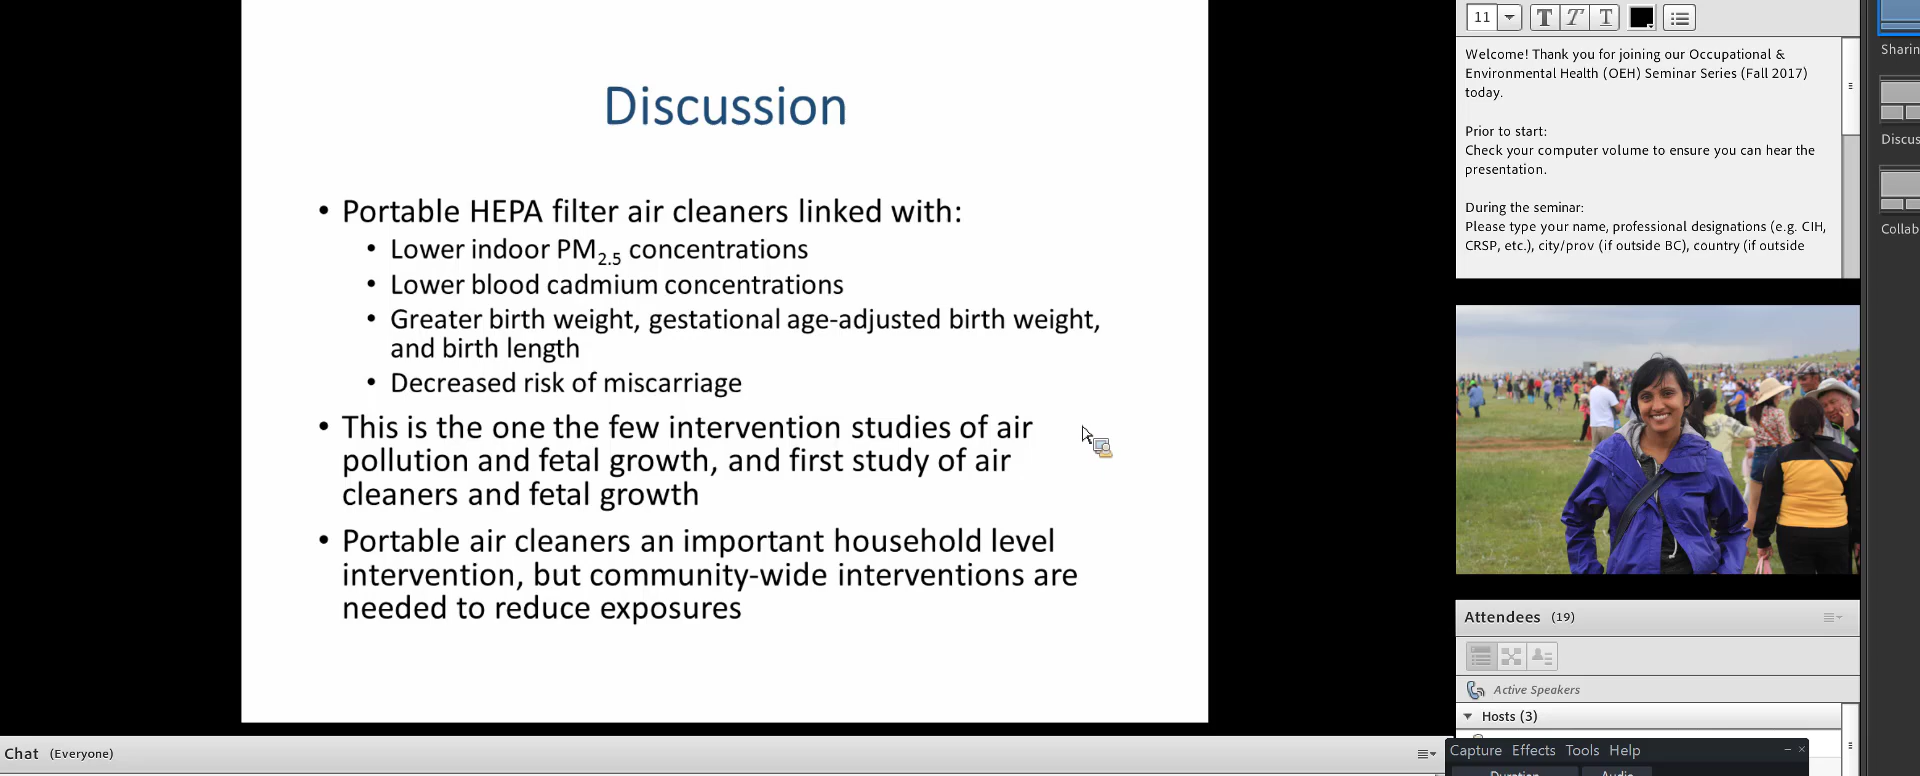 Discussion
• Portable HEPA filter air cleaners linked with:
• Lower indoor PM2.5 concentrations
• Lower blood cadmium concentrations
• Greater birth weight, gestational age-adjusted birth weight,
and birth length
• Decreased risk of miscarriage
• This is the one the few intervention studies of air
pollution and fetal growth, and first study of air
cleaners and fetal growth
• Portable air cleaners an important household level
intervention, but community-wide interventions are
needed to reduce exposures
Chat (Everyone)
11 T T T
Welcome! Thank you for joining our Occupational &
Environmental Health (OEH) Seminar Series (Fall 2017)
today.
Prior to start:
Check your computer volume to ensure you can hear the
presentation.
During the seminar:
Please type your name, professional designations (e.g. CIH,
CRSP, etc.), city/prov (if outside BC), country (if outside
Attendees (19)
Active Speakers
Hosts (3)
Capture Effects Tools Help
Duration Audio
Sharin
Discus
Collab